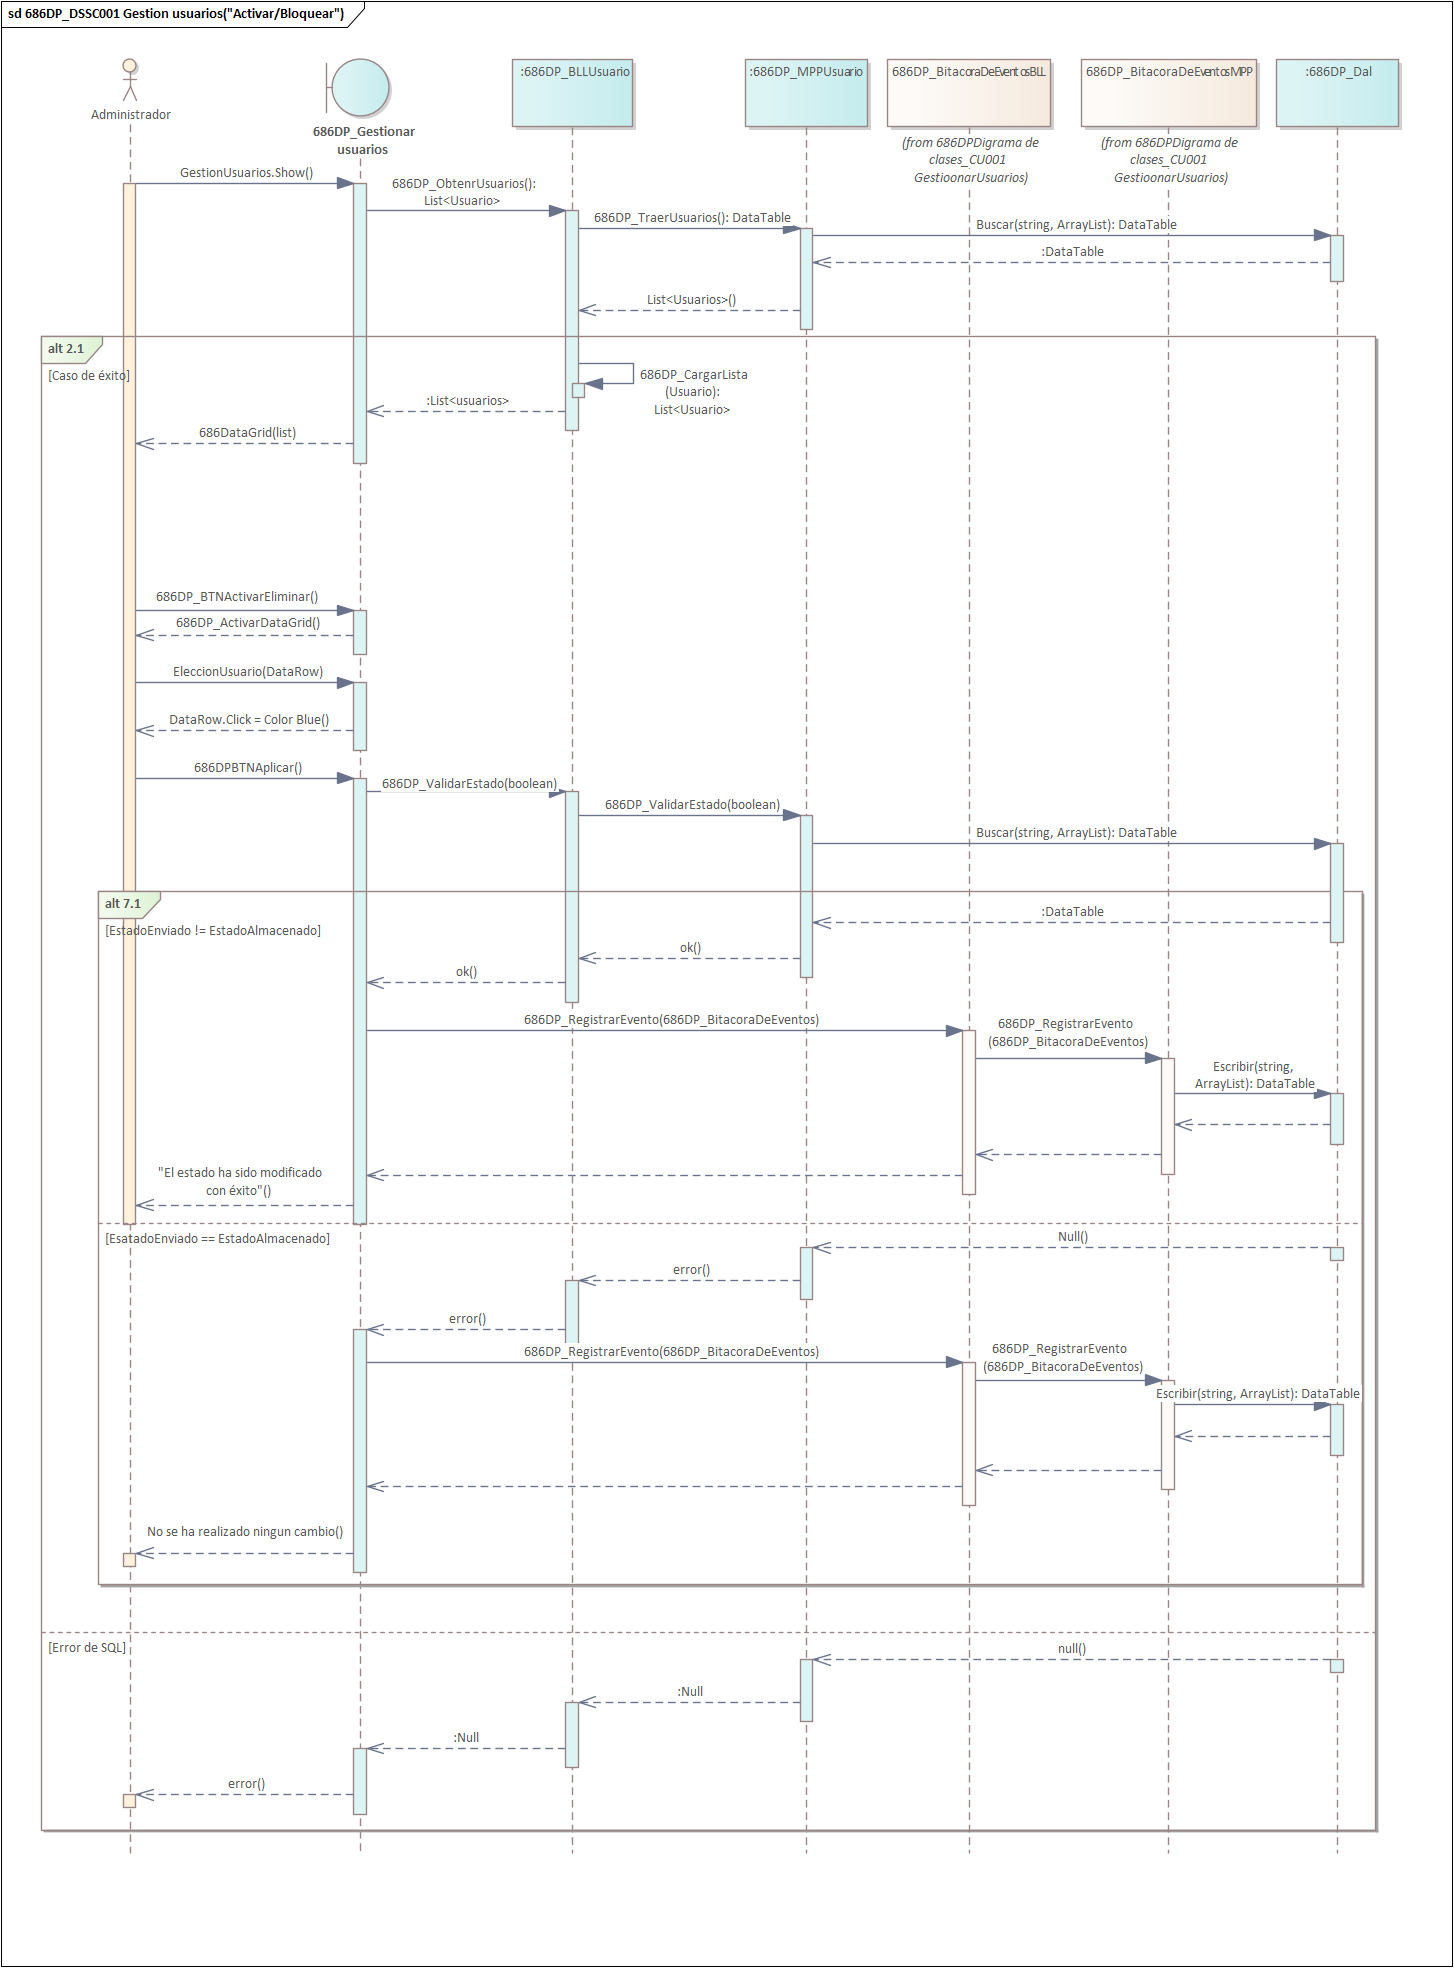 sd 686DP_DSSC001 Gestion usuarios("Activar/Bloquear")
Administrador
686DP_Gestionar
usuarios
:686DP_BLLUsuario
:686DP_MPPUsuario
686DP_BitacoraDeEventosBLL
(from 686DPDigrama de
clases_CU001
GestioonarUsuarios)
686DP_BitacoraDeEventosMPP
(from 686DPDigrama de
clases_CU001
GestioonarUsuarios)
:686DP_Dal
GestionUsuarios.Show()
686DP_ObtenrUsuarios():
List<Usuario>
686DP_TraerUsuarios(): DataTable
Buscar(string, ArrayList): DataTable
:DataTable
List<Usuarios>()
alt 2.1
[Caso de éxito]
686DP_CargarLista
(Usuario):
List<Usuario>
:List<usuarios>
686DataGrid(list)
686DP_BTNActivarEliminar()
686DP_ActivarDataGrid()
EleccionUsuario(DataRow)
DataRow.Click = Color Blue()
686DPBTNAplicar()
686DP_ValidarEstado(boolean)
686DP_ValidarEstado(boolean)
Buscar(string, ArrayList): DataTable
alt 7.1
[EstadoEnviado != EstadoAlmacenado]
:DataTable
ok()
ok()
686DP_RegistrarEvento(686DP_BitacoraDeEventos)
686DP_RegistrarEvento
(686DP_BitacoraDeEventos)
Escribir(string,
ArrayList): DataTable
"El estado ha sido modificado
con éxito"()
[EsatadoEnviado == EstadoAlmacenado]
Null()
error()
error()
686DP_RegistrarEvento(686DP_BitacoraDeEventos)
686DP_RegistrarEvento
(686DP_BitacoraDeEventos)
Escribir(string, ArrayList): DataTable
No se ha realizado ningun cambio()
[Error de SQL]
null()
:Null
:Null
error()